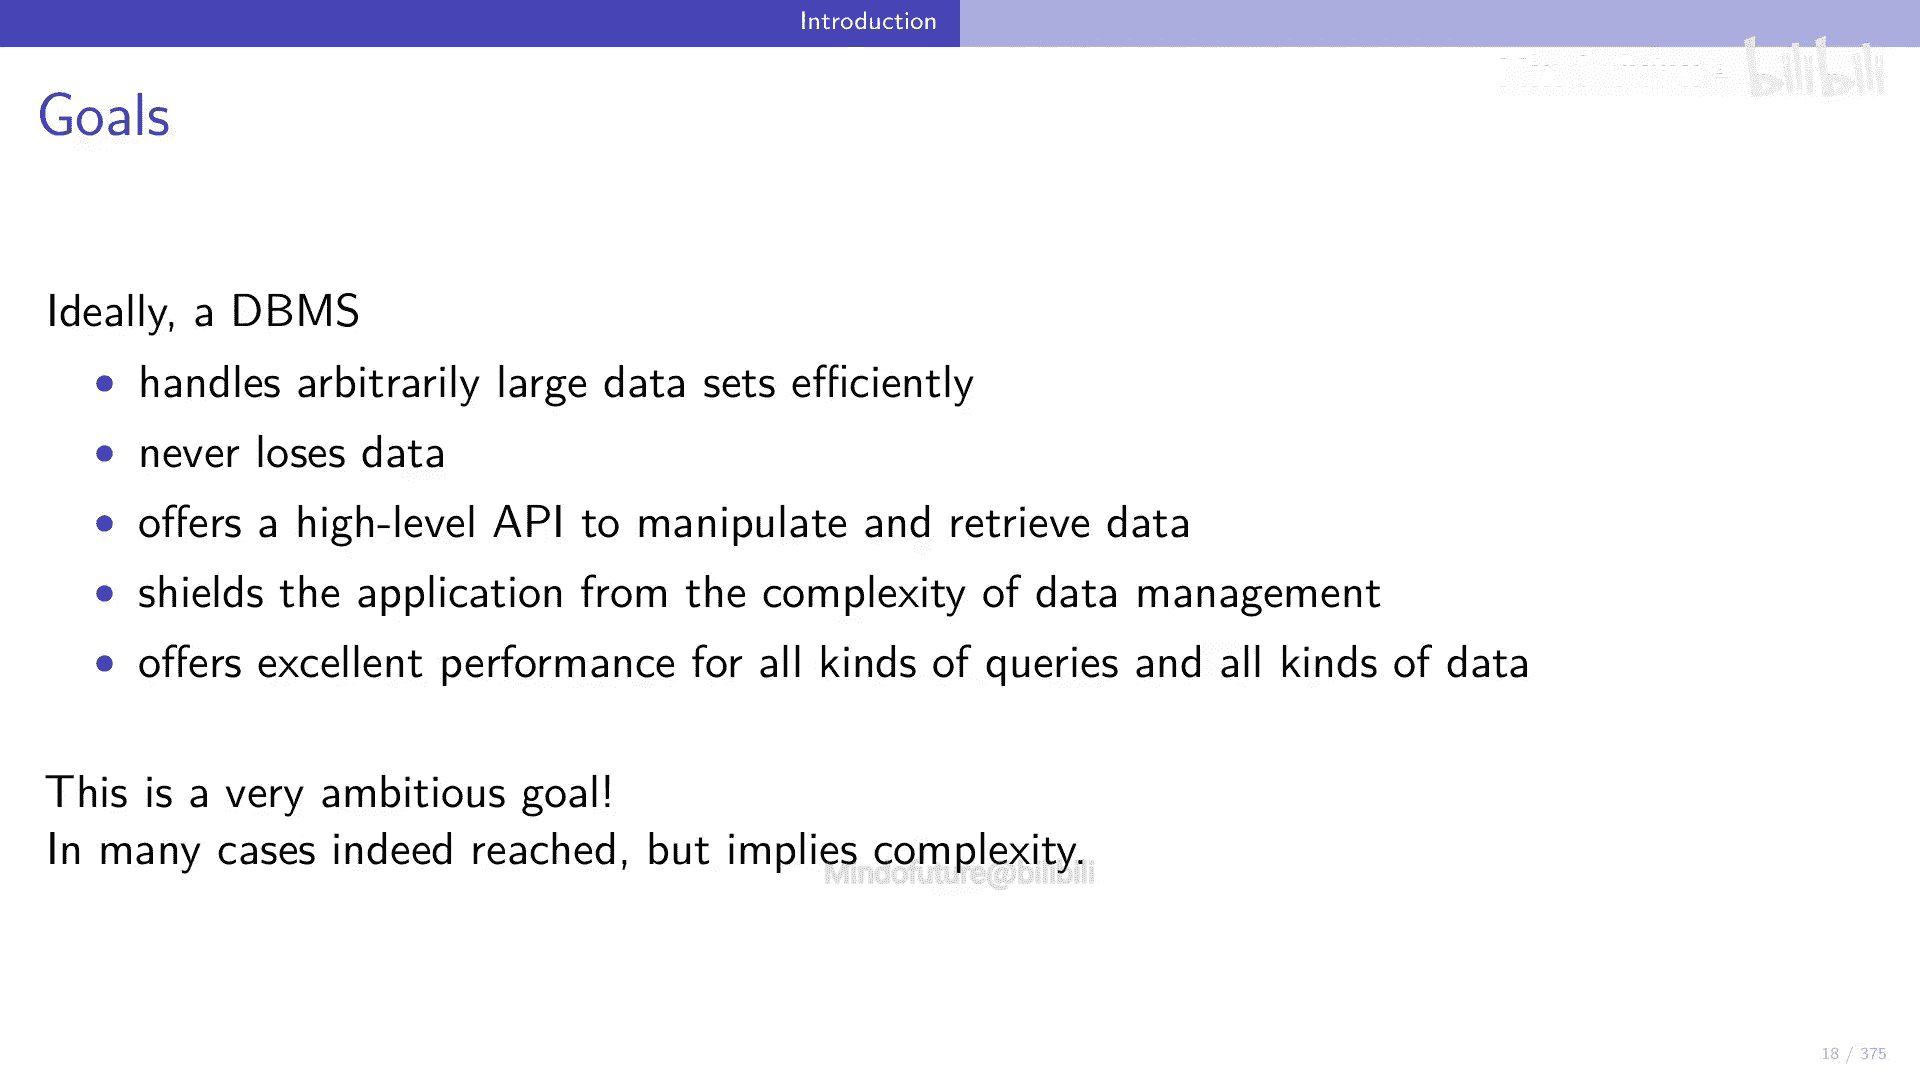 Introduction
bilibili
Goals
Ideally, a DBMS
• handles arbitrarily large data sets efficiently
• never loses data
• offers a high-level API to manipulate and retrieve data
• shields the application from the complexity of data management
• offers excellent performance for all kinds of queries and all kinds of data
This is a very ambitious goal!
In many cases indeed reached, but implies complexity.
Mindofuture@bilibili
18 / 375